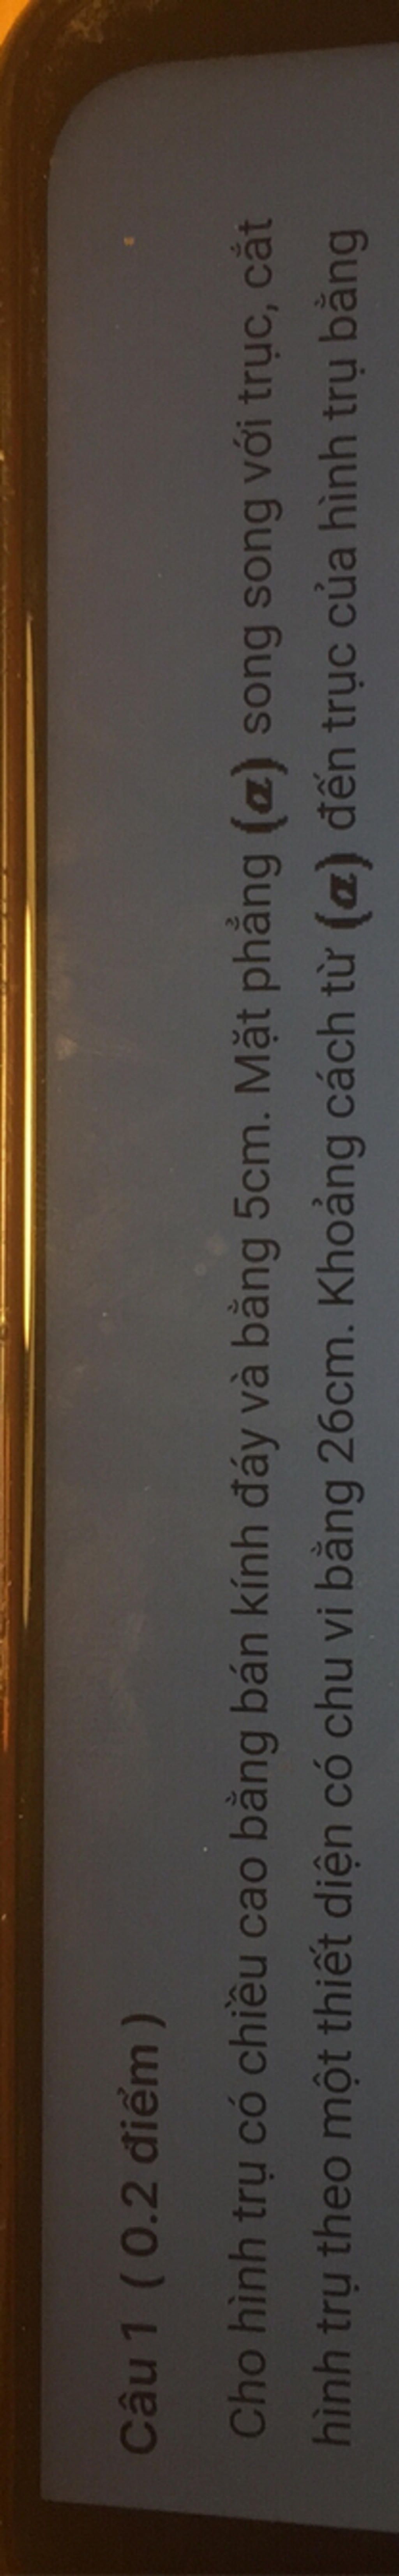 Câu 1 ( 0.2 điểm )
Cho hình trụ có chiều cao bằng bán kính đáy và bằng 5cm. Mặt phẳng (α) song song với trục, cắt
hình trụ theo một thiết diện có chu vi bằng 26cm. Khoảng cách từ (α) đến trục của hình trụ bằng